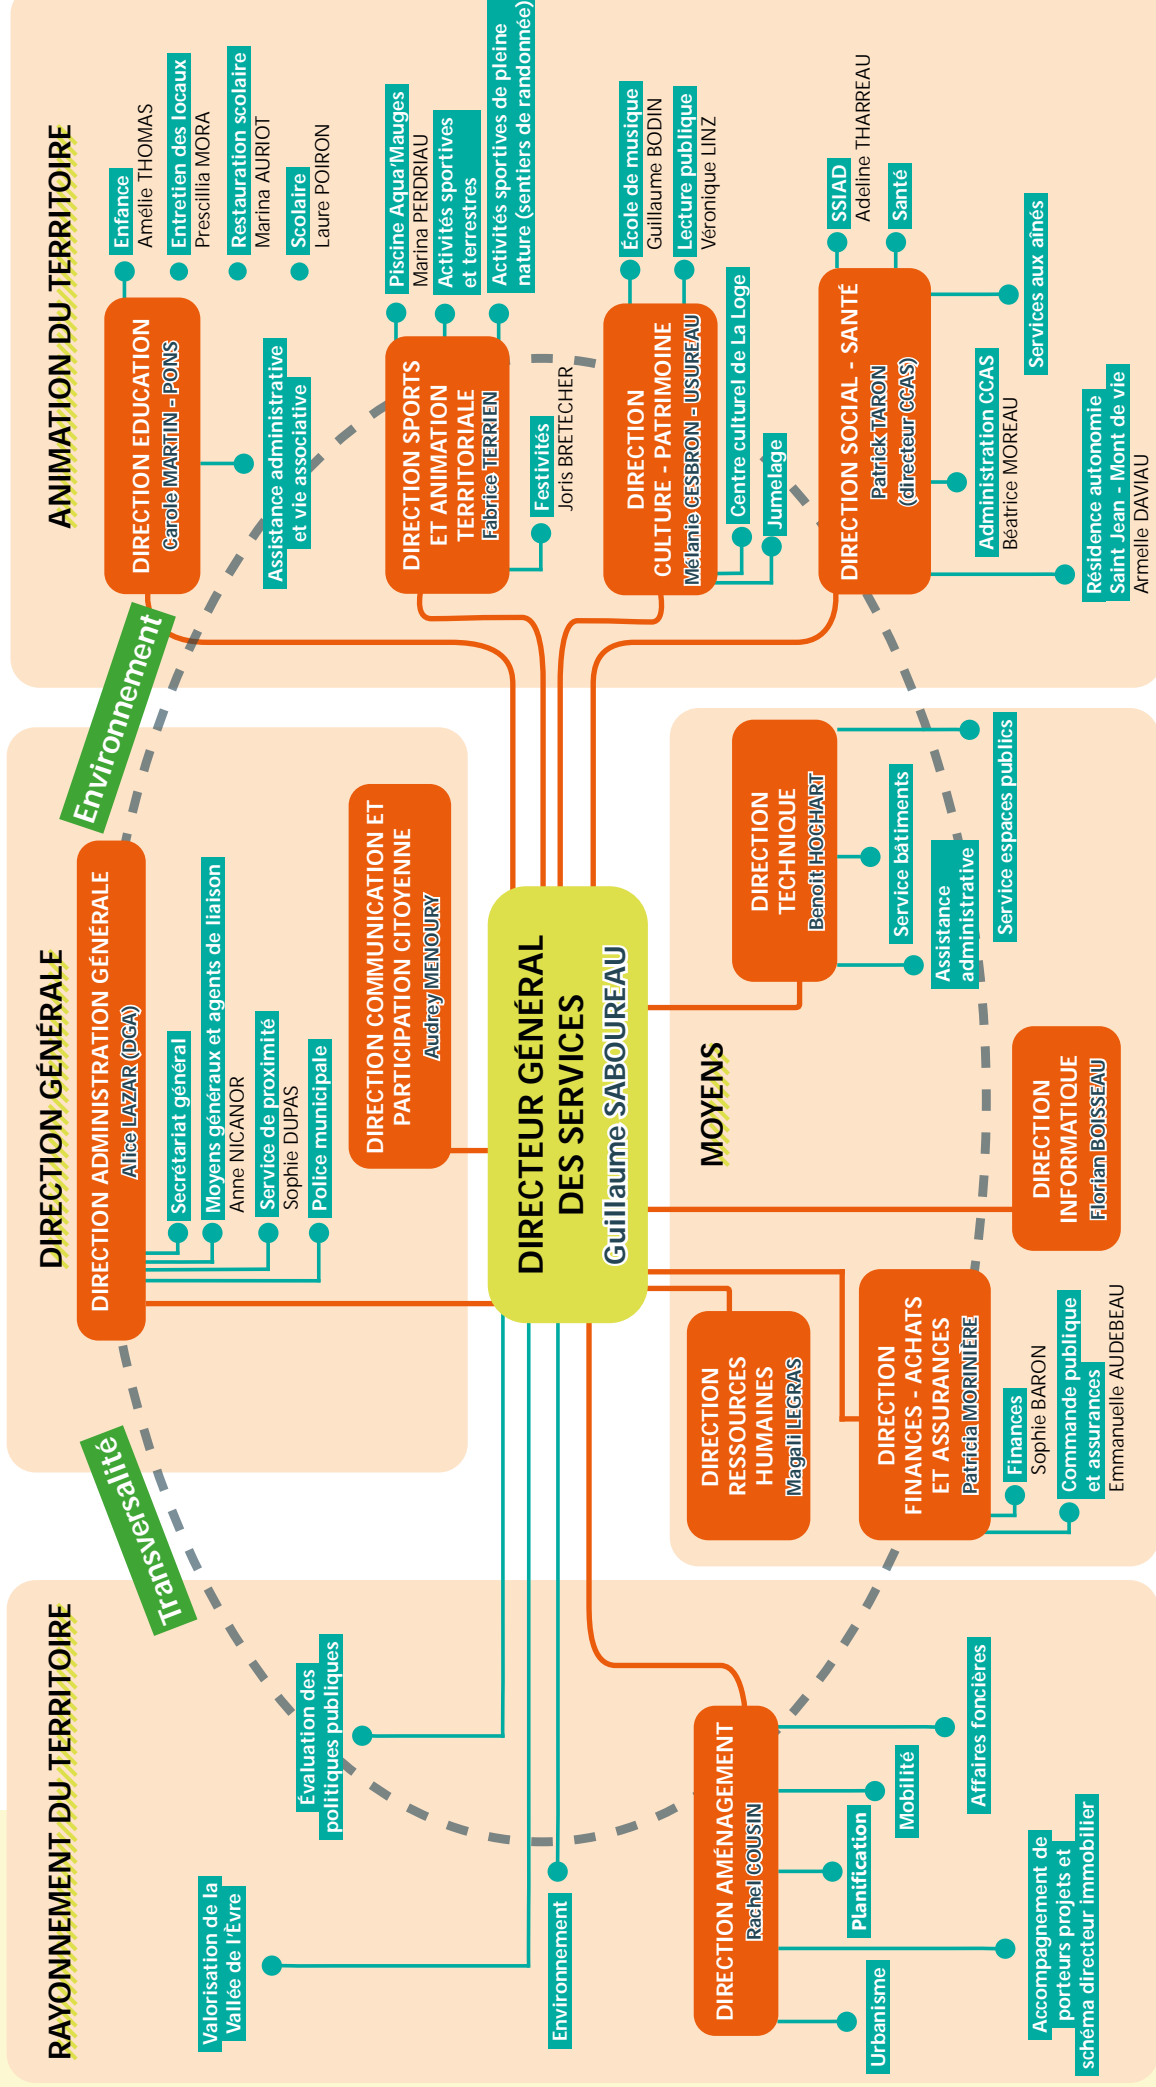 RAYONNEMENT DU TERRITOIRE
Valorisation de la
Vallée de l'Èvre
Évaluation des
politiques publiques
Environnement
DIRECTION AMÉNAGEMENT
Rachel COUSIN
Urbanisme
Planification
Mobilité
Affaires foncières
Accompagnement de
porteurs projets et
schéma directeur immobilier
Transversalité
DIRECTION GÉNÉRALE
DIRECTION ADMINISTRATION GÉNÉRALE
Alice LAZAR (DGA)
Secrétariat général
Moyens généraux et agents de liaison
Anne NICANOR
Service de proximité
Sophie DUPAS
Police municipale
DIRECTION COMMUNICATION ET
PARTICIPATION CITOYENNE
Audrey MENOURY
DIRECTEUR GÉNÉRAL
DES SERVICES
Guillaume SABOUREAU
MOYENS
DIRECTION
RESSOURCES
HUMAINES
Magali LEGRAS
DIRECTION
FINANCES - ACHATS
ET ASSURANCES
Patricia MORINIÈRE
Finances
Sophie BARON
Commande publique
et assurances
Emmanuelle AUDEBEAU
DIRECTION
INFORMATIQUE
Florian BOISSEAU
DIRECTION
TECHNIQUE
Benoit HOCHART
Assistance
administrative
Service bâtiments
Service espaces publics
Environnement
ANIMATION DU TERRITOIRE
DIRECTION EDUCATION
Carole MARTIN - PONS
Enfance
Amélie THOMAS
Entretien des locaux
Prescillia MORA
Restauration scolaire
Marina AURIOT
Scolaire
Laure POIRON
Assistance administrative
et vie associative
DIRECTION SPORTS
ET ANIMATION
TERRITORIALE
Fabrice TERRIEN
Piscine Aqua'Mauges
Marina PERDRIAU
Activités sportives
et terrestres
Activités sportives de pleine
nature (sentiers de randonnée)
Festivités
Joris BRETECHER
DIRECTION
CULTURE - PATRIMOINE
Mélanie CESBRON - USUREAU
École de musique
Guillaume BODIN
Lecture publique
Véronique LINZ
Centre culturel de La Loge
Jumelage
DIRECTION SOCIAL - SANTÉ
Patrick TARON
(directeur CCAS)
SSIAD
Adeline THARREAU
Santé
Services aux aînés
Administration CCAS
Béatrice MOREAU
Résidence autonomie
Saint Jean - Mont de vie
Armelle DAVIAU